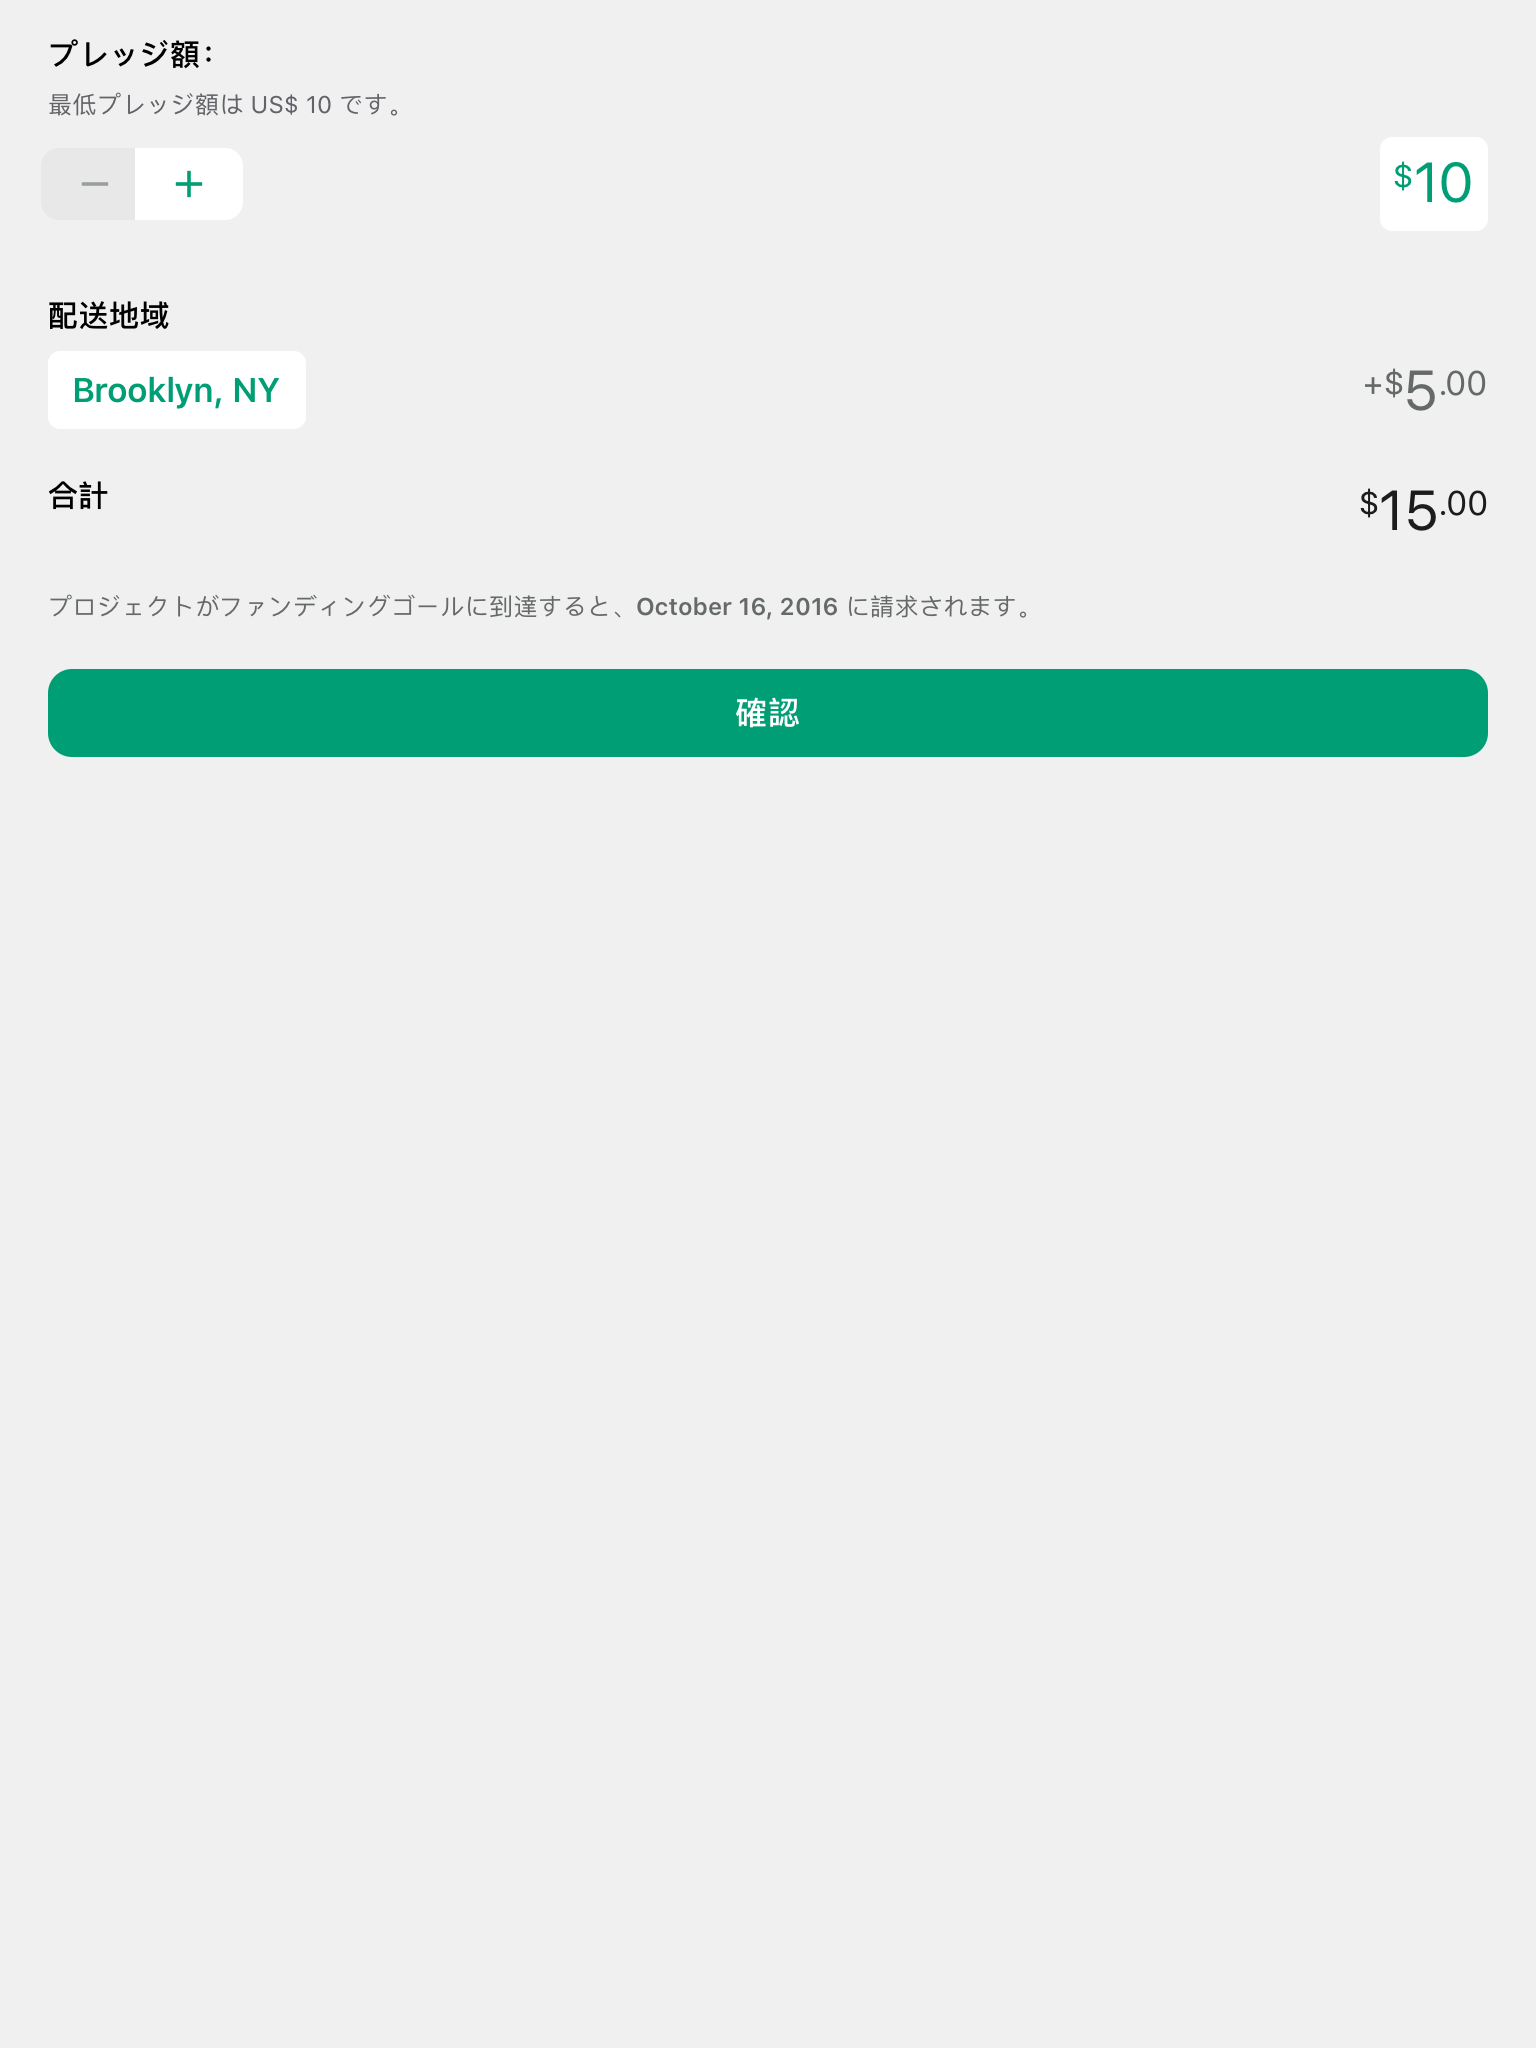 プレッジ額：
最低プレッジ額は US$ 10 です。
− +
$10
配送地域
Brooklyn, NY
+$5.00
合計
$15.00
プロジェクトがファンディングゴールに到達すると、October 16, 2016 に請求されます。
確認